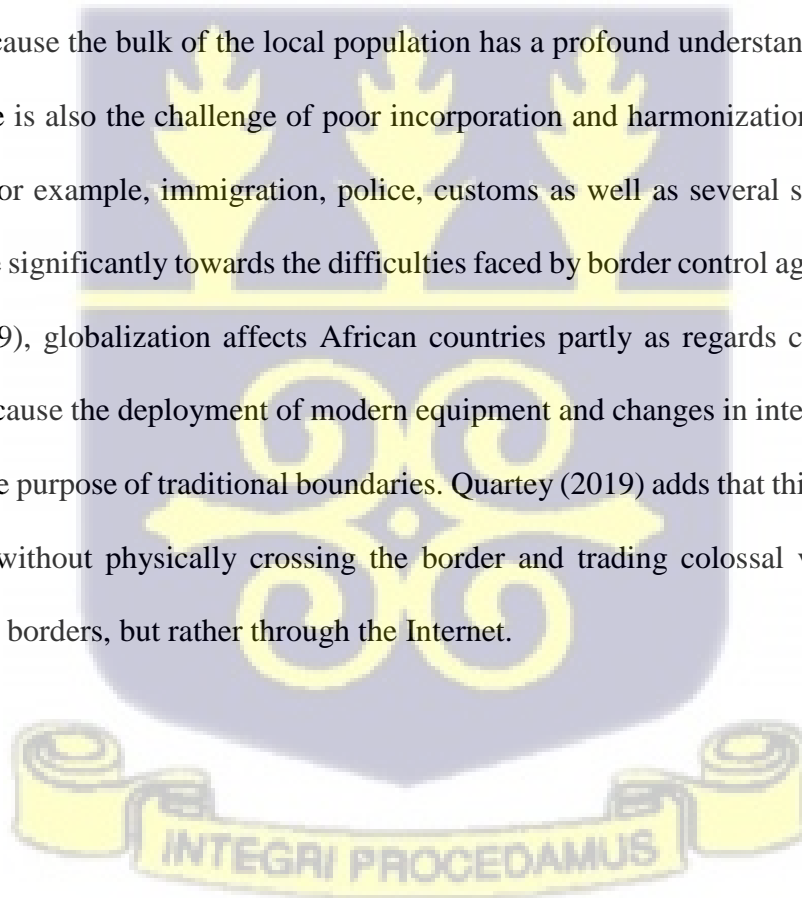 cause the bulk of the local population has a profound understan
e is also the challenge of poor incorporation and harmonization
or example, immigration, police, customs as well as several s
e significantly towards the difficulties faced by border control ag
9), globalization affects African countries partly as regards c
cause the deployment of modern equipment and changes in inte
e purpose of traditional boundaries. Quartey (2019) adds that thi
without physically crossing the border and trading colossal v
borders, but rather through the Internet.
INTEGRI PROCEDAMUS